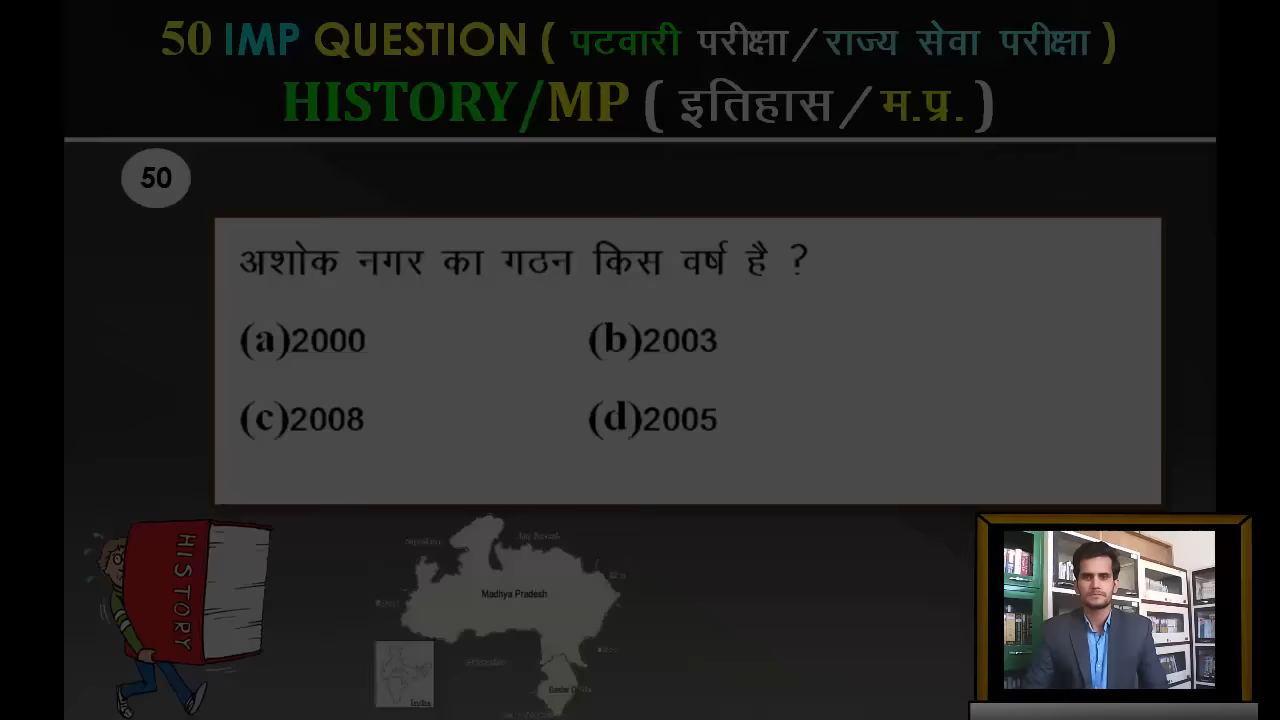 50 IMP QUESTION ( पटवारी परीक्षा/राज्य सेवा परीक्षा )
HISTORY/MP ( इतिहास/म.प्र. )
50
अशोक नगर का गठन किस वर्ष है ?
(a)2000 (b)2003
(c)2008 (d)2005
HISTORY
Madhya Pradesh
India